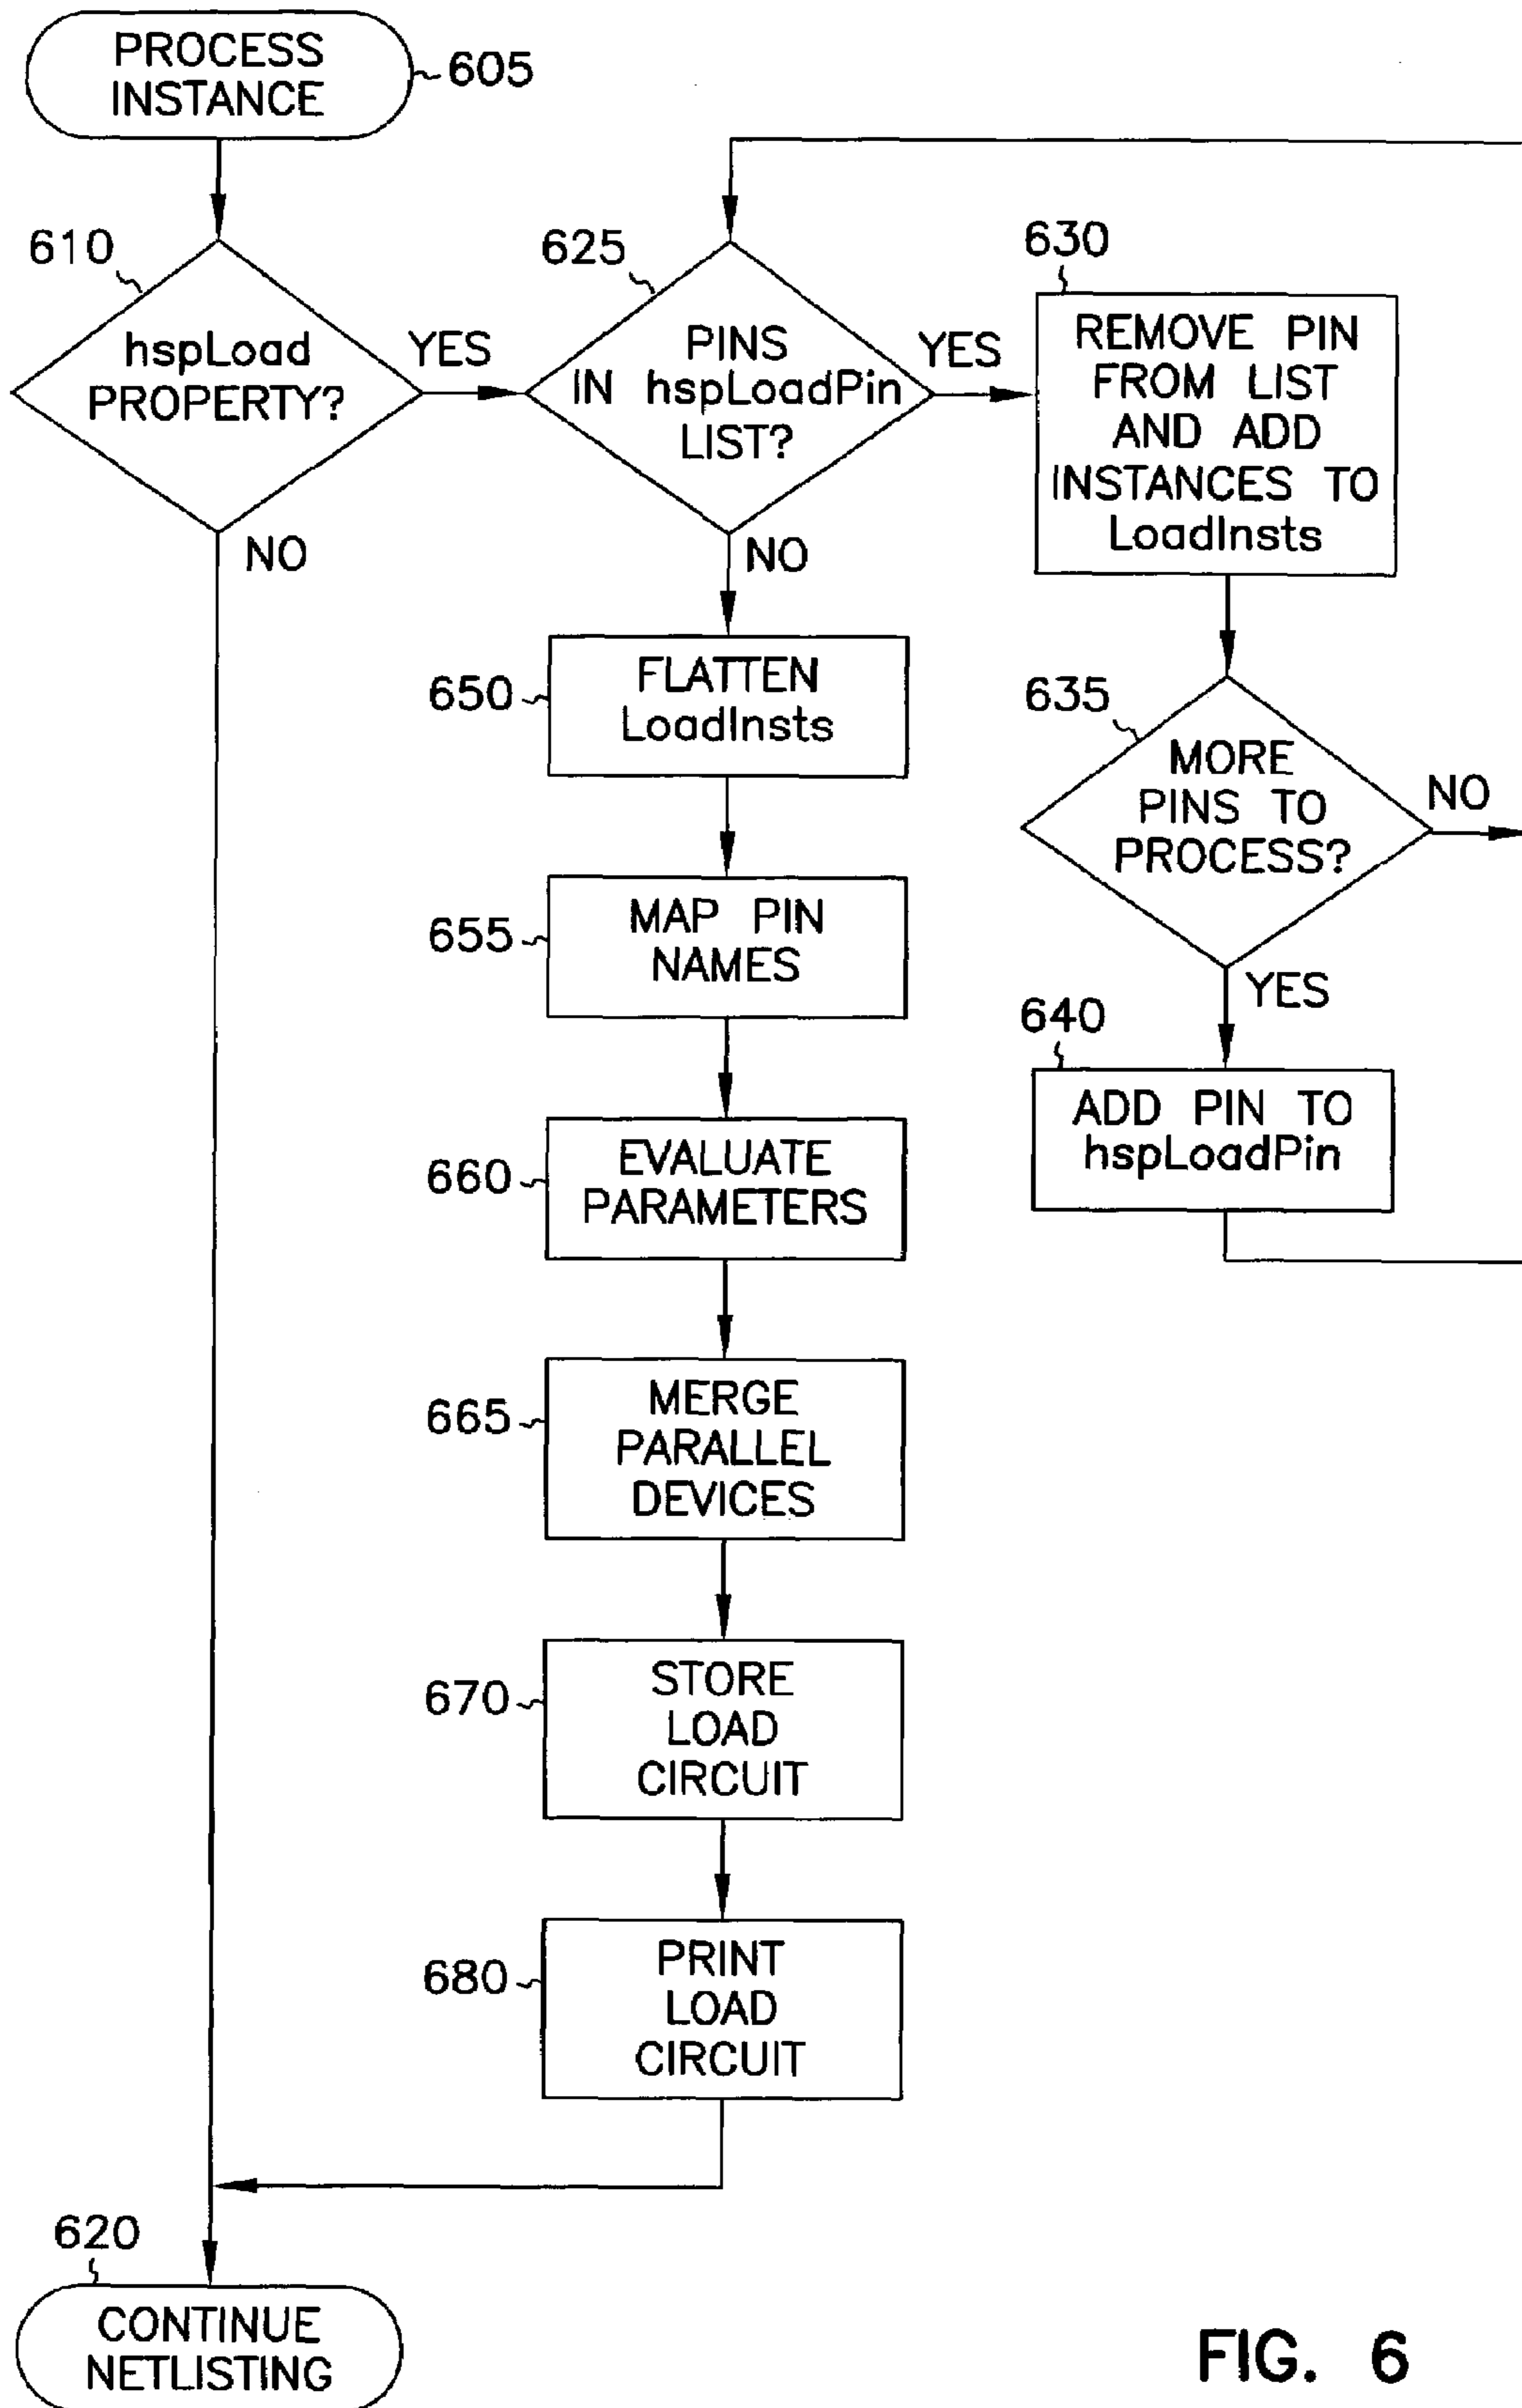 PROCESS
INSTANCE
605
610
hspLoad
PROPERTY?
YES
NO
625
PINS
IN hspLoadPin
LIST?
YES
NO
630
REMOVE PIN
FROM LIST
AND ADD
INSTANCES TO
LoadInsts
635
MORE
PINS TO
PROCESS?
NO
YES
640
ADD PIN TO
hspLoadPin
650
FLATTEN
LoadInsts
655
MAP PIN
NAMES
660
EVALUATE
PARAMETERS
665
MERGE
PARALLEL
DEVICES
670
STORE
LOAD
CIRCUIT
680
PRINT
LOAD
CIRCUIT
620
CONTINUE
NETLISTING
FIG. 6